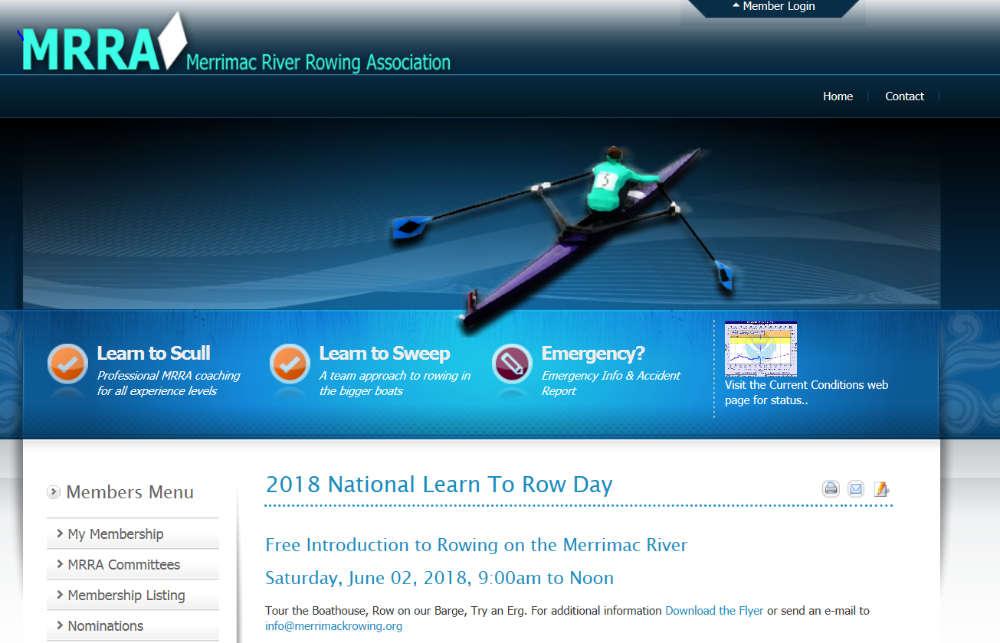 Member Login
MRRA Merrimac River Rowing Association
Home
Contact
5
Learn to Scull
Professional MRRA coaching
for all experience levels
Learn to Sweep
A team approach to rowing in
the bigger boats
Emergency?
Emergency Info & Accident
Report
Visit the Current Conditions web
page for status..
Members Menu
My Membership
MRRA Committees
Membership Listing
Nominations
2018 National Learn To Row Day
Free Introduction to Rowing on the Merrimac River
Saturday, June 02, 2018, 9:00am to Noon
Tour the Boathouse, Row on our Barge, Try an Erg. For additional information Download the Flyer or send an e-mail to
info@merrimackrowing.org